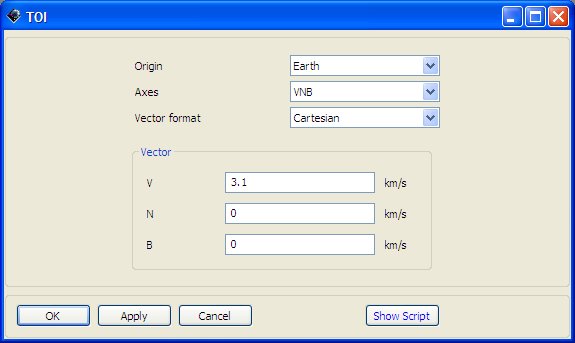 TOI
Origin Earth
Axes VNB
Vector format Cartesian
Vector
V 3.1 km/s
N 0 km/s
B 0 km/s
OK Apply Cancel Show Script